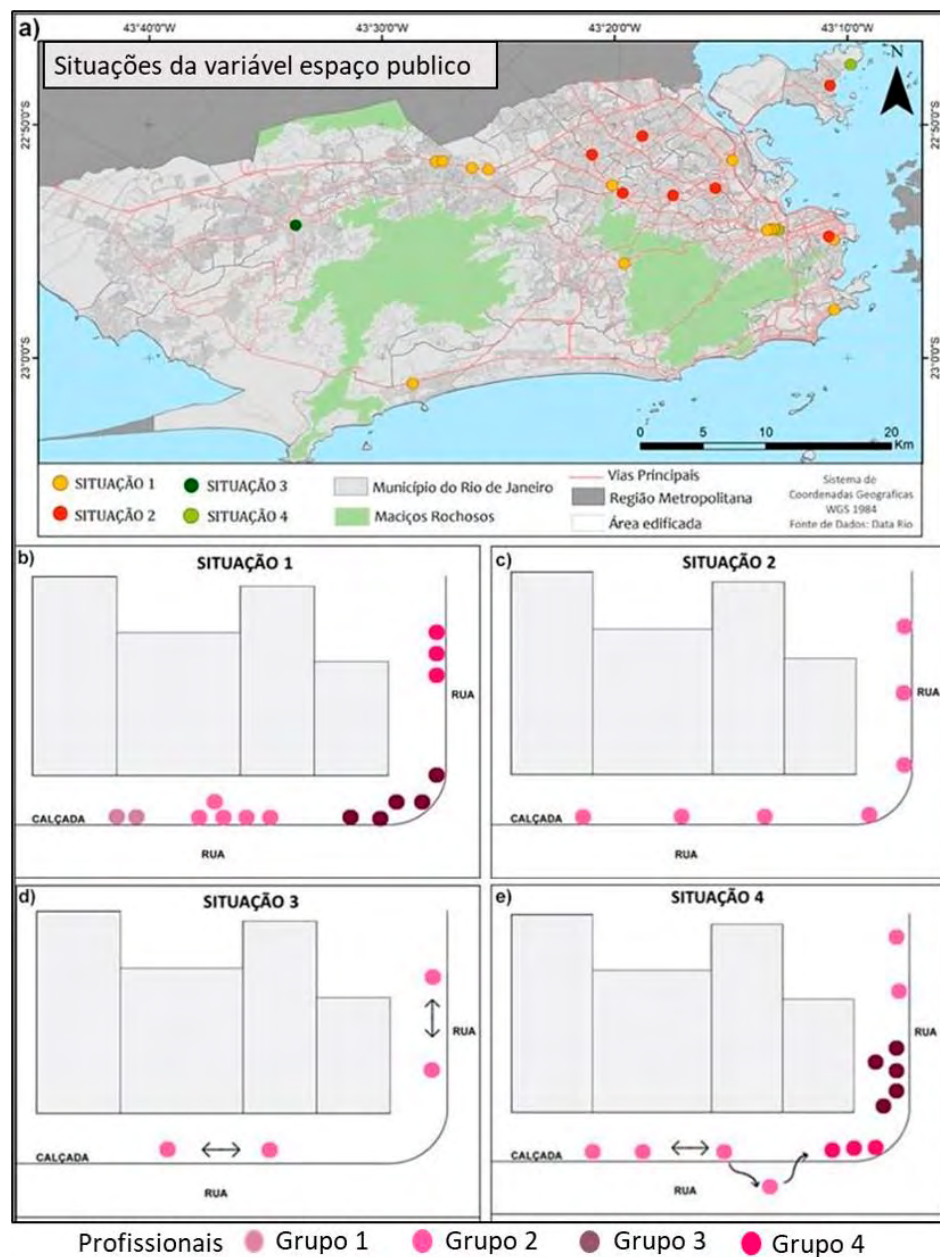 a)
43°40'0"W 43°30'0"W 43°20'0"W 43°10'0"W
Situações da variável espaço publico
N
22°50'0"S 22°50'0"S
23°0'0"S 23°0'0"S
0 5 10 20
Km
SITUAÇÃO 1
SITUAÇÃO 2
SITUAÇÃO 3
SITUAÇÃO 4
Município do Rio de Janeiro
Maciços Rochosos
Vias Principais
Região Metropolitana
Área edificada
Sistema de
Coordenadas Geograficas
WGS 1984
Fonte de Dados: Data Rio
b)
SITUAÇÃO 1
RUA
CALÇADA
RUA
c)
SITUAÇÃO 2
RUA
CALÇADA
RUA
d)
SITUAÇÃO 3
RUA
CALÇADA
RUA
e)
SITUAÇÃO 4
RUA
CALÇADA
RUA
Profissionais Grupo 1 Grupo 2 Grupo 3 Grupo 4